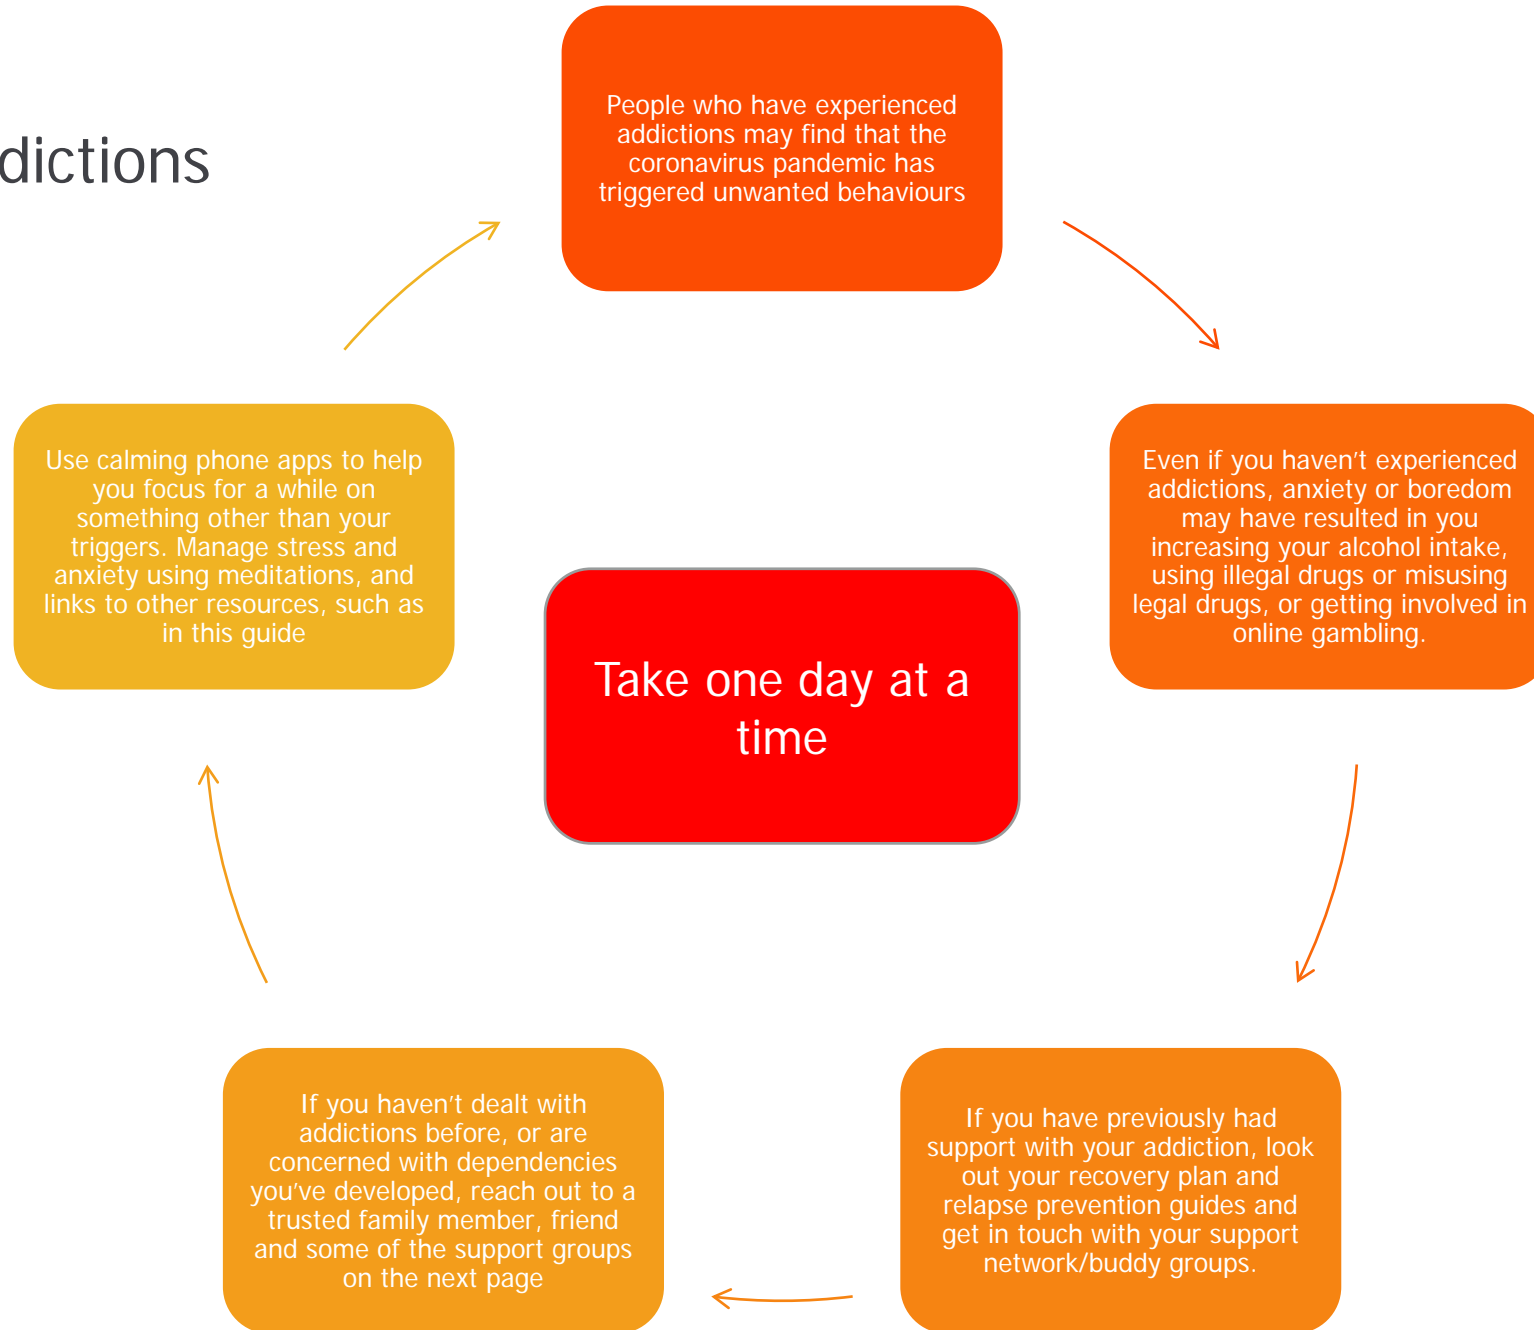 dictions
People who have experienced
addictions may find that the
coronavirus pandemic has
triggered unwanted behaviours
Even if you haven't experienced
addictions, anxiety or boredom
may have resulted in you
increasing your alcohol intake,
using illegal drugs or misusing
legal drugs, or getting involved in
online gambling.
If you have previously had
support with your addiction, look
out your recovery plan and
relapse prevention guides and
get in touch with your support
network/buddy groups.
If you haven't dealt with
addictions before, or are
concerned with dependencies
you've developed, reach out to a
trusted family member, friend
and some of the support groups
on the next page
Use calming phone apps to help
you focus for a while on
something other than your
triggers. Manage stress and
anxiety using meditations, and
links to other resources, such as
in this guide
Take one day at a
time